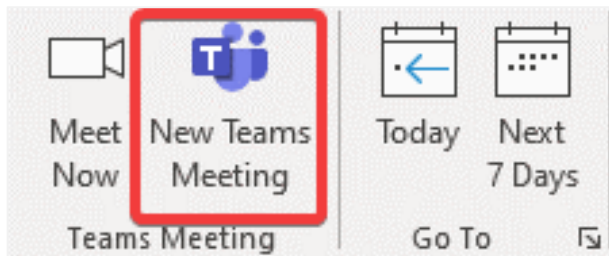 T
Meet Now
New Teams Meeting
Today
Next 7 Days
Teams Meeting
Go To